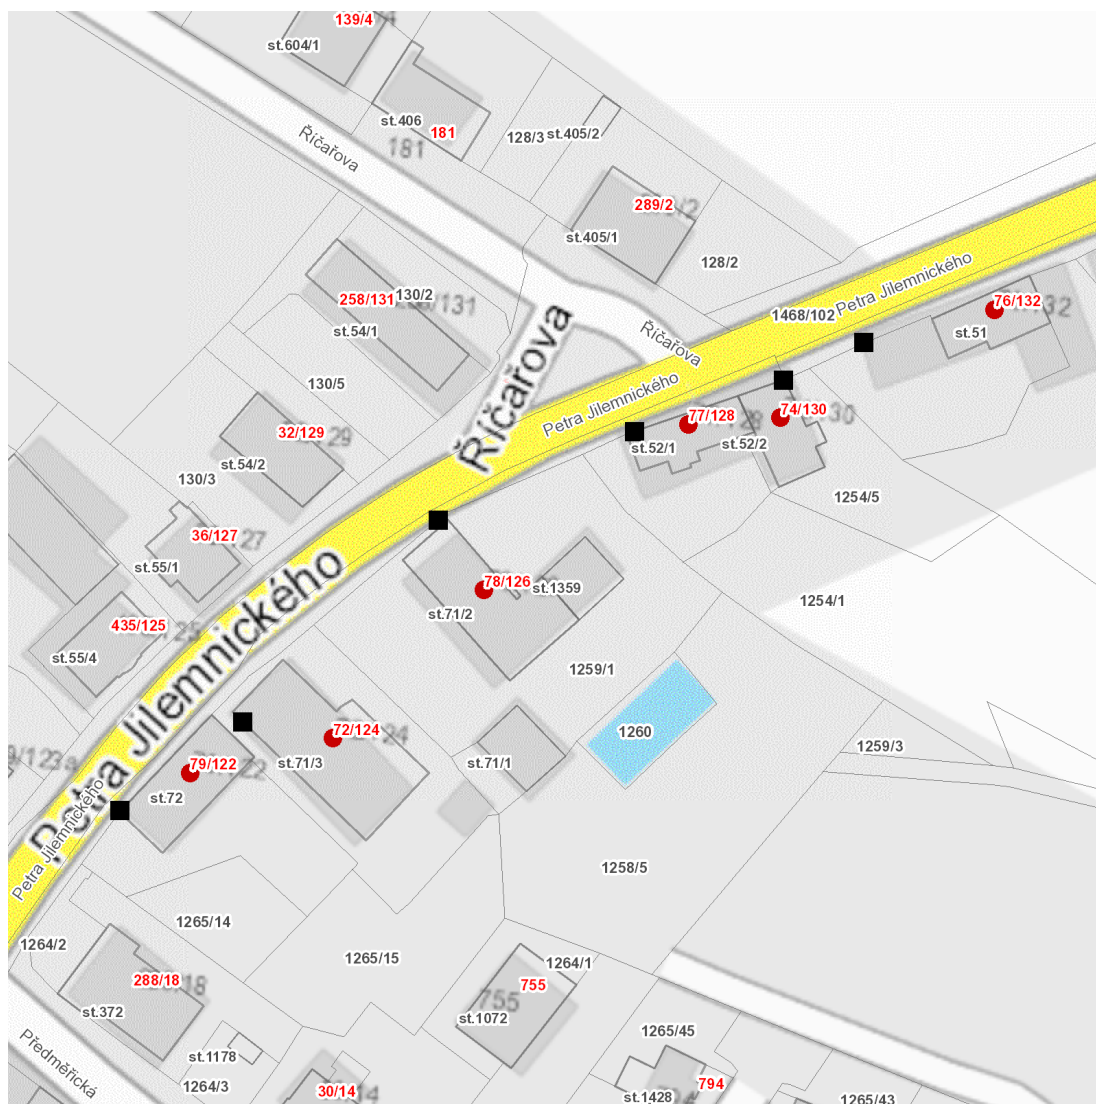 139/4
st.604/1
st.406
181
181
128/3
st.405/2
Říčařova
289/2
st.405/1
128/2
258/131
130/2
st.54/1
Petra Jilemnického
1468/102
76/132
st.51
Říčařova
Říčařova
130/5
Petra Jilemnického
77/128
74/130
st.52/1
st.52/2
32/129
st.54/2
130/3
1254/5
36/127
st.55/1
Petra Jilemnického
78/126
st.1359
st.71/2
1254/1
435/125
st.55/4
1259/1
72/124
1260
1259/3
79/122
st.71/3
st.71/1
st.72
Petra Jilemnického
1258/5
1265/14
1264/2
1265/15
1264/1
288/18
755
755
st.372
st.1072
1265/45
Předměřická
st.1178
1264/3
30/14
794
st.1428
1265/43